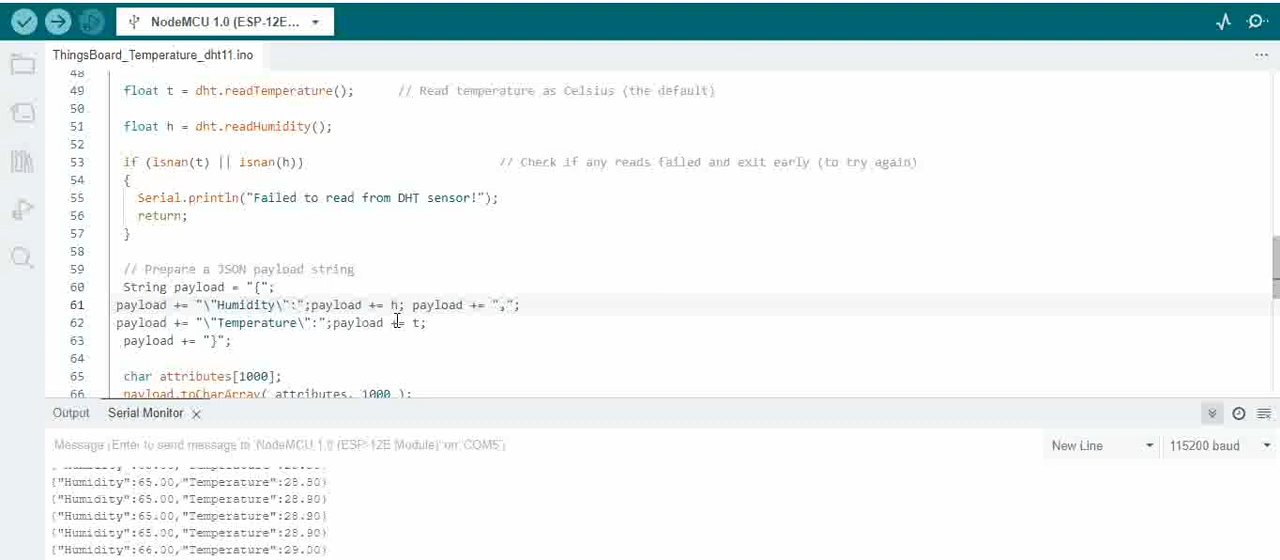 NodeMCU 1.0 (ESP-12E...
ThingsBoard_Temperature_dht11.ino
...
48
49 float t = dht.readTemperature(); // Read temperature as Celsius (the default)
50
51 float h = dht.readHumidity();
52
53 if (isnan(t) || isnan(h)) // Check if any reads failed and exit early (to try again)
54 {
55 Serial.println("Failed to read from DHT sensor!");
56 return;
57 }
58
59 // Prepare a JSON payload string
60 String payload = "{";
61 payload += "\"Humidity\":";payload += h; payload += ",";
62 payload += "\"Temperature\":";payload += t;
63 payload += "}";
64
65 char attributes[1000];
66 payload.toCharArray( attributes, 1000 );
Output Serial Monitor
Message (Enter to send message to 'NodeMCU 1.0 (ESP-12E Module)' on 'COM5') New Line 115200 baud
{"Humidity":65.00,"Temperature":28.80}
{"Humidity":65.00,"Temperature":28.90}
{"Humidity":65.00,"Temperature":28.90}
{"Humidity":65.00,"Temperature":28.90}
{"Humidity":66.00,"Temperature":29.00}